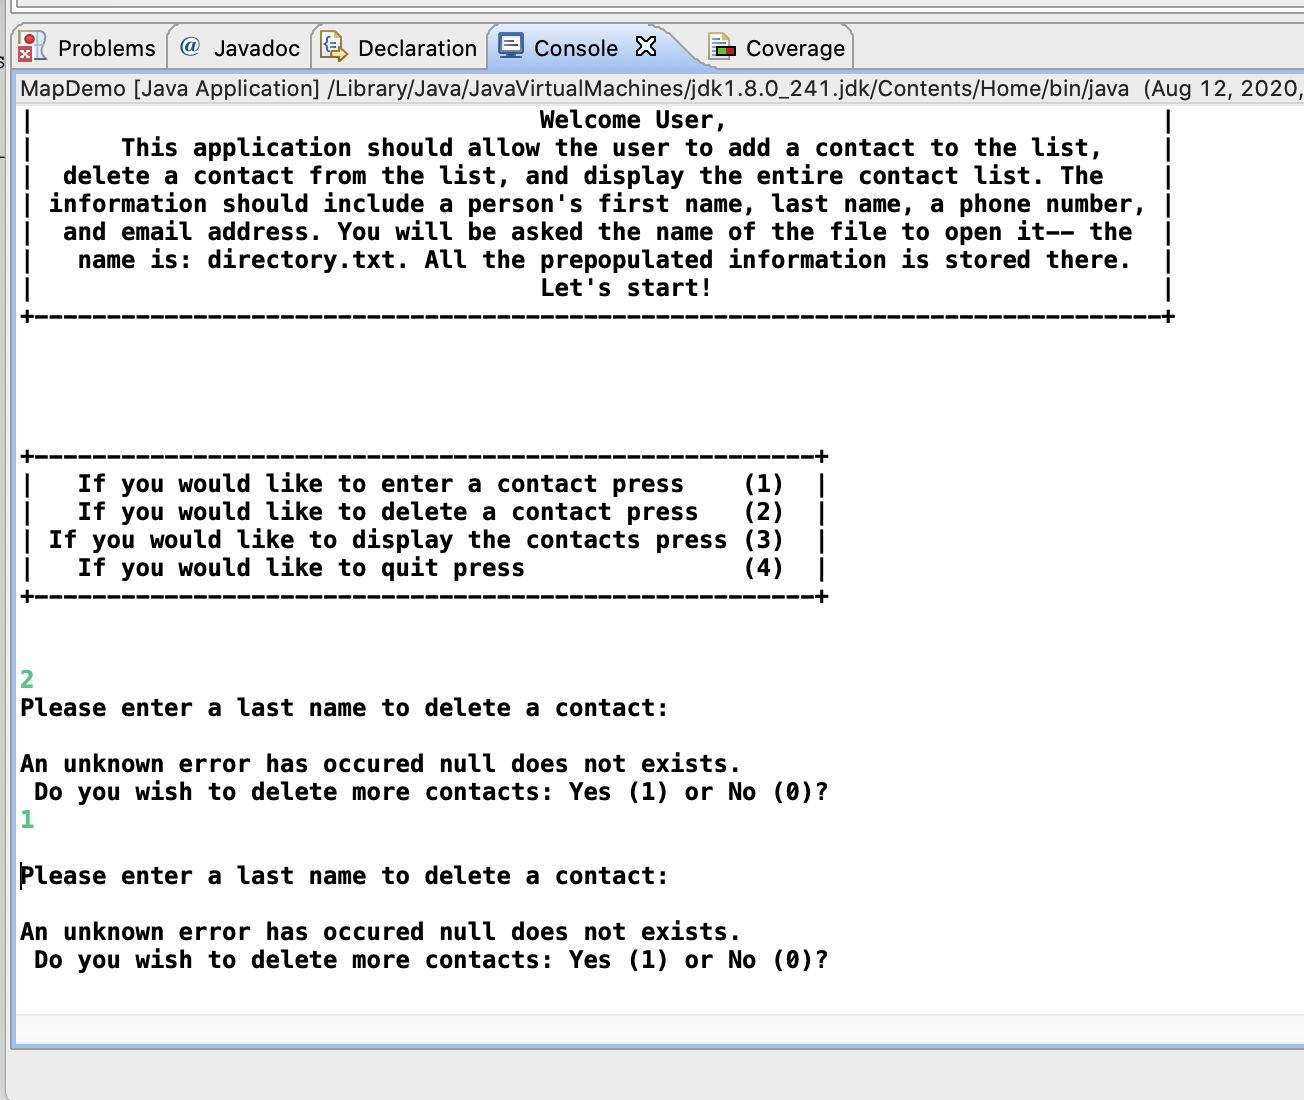 Problems @ Javadoc Declaration Console Coverage
MapDemo [Java Application] /Library/Java/JavaVirtualMachines/jdk1.8.0_241.jdk/Contents/Home/bin/java (Aug 12, 2020,
| Welcome User, |
| This application should allow the user to add a contact to the list, |
| delete a contact from the list, and display the entire contact list. The |
| information should include a person's first name, last name, a phone number, |
| and email address. You will be asked the name of the file to open it-- the |
| name is: directory.txt. All the prepopulated information is stored there. |
| Let's start! |
+------------------------------------------------------------------------------+
+------------------------------------------------------+
| If you would like to enter a contact press (1) |
| If you would like to delete a contact press (2) |
| If you would like to display the contacts press (3) |
| If you would like to quit press (4) |
+------------------------------------------------------+
2
Please enter a last name to delete a contact:
An unknown error has occured null does not exists.
Do you wish to delete more contacts: Yes (1) or No (0)?
1
Please enter a last name to delete a contact:
An unknown error has occured null does not exists.
Do you wish to delete more contacts: Yes (1) or No (0)?